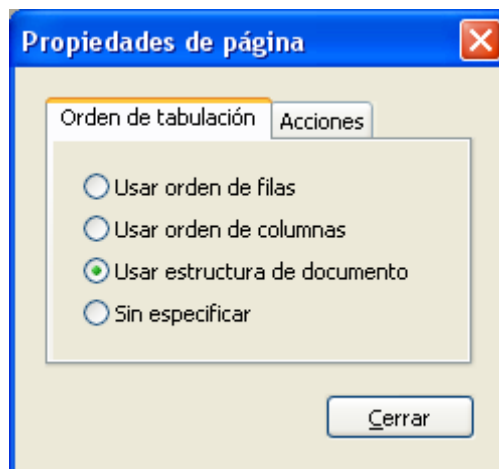 Propiedades de página
Orden de tabulación
Acciones
Usar orden de filas
Usar orden de columnas
Usar estructura de documento
Sin especificar
Cerrar